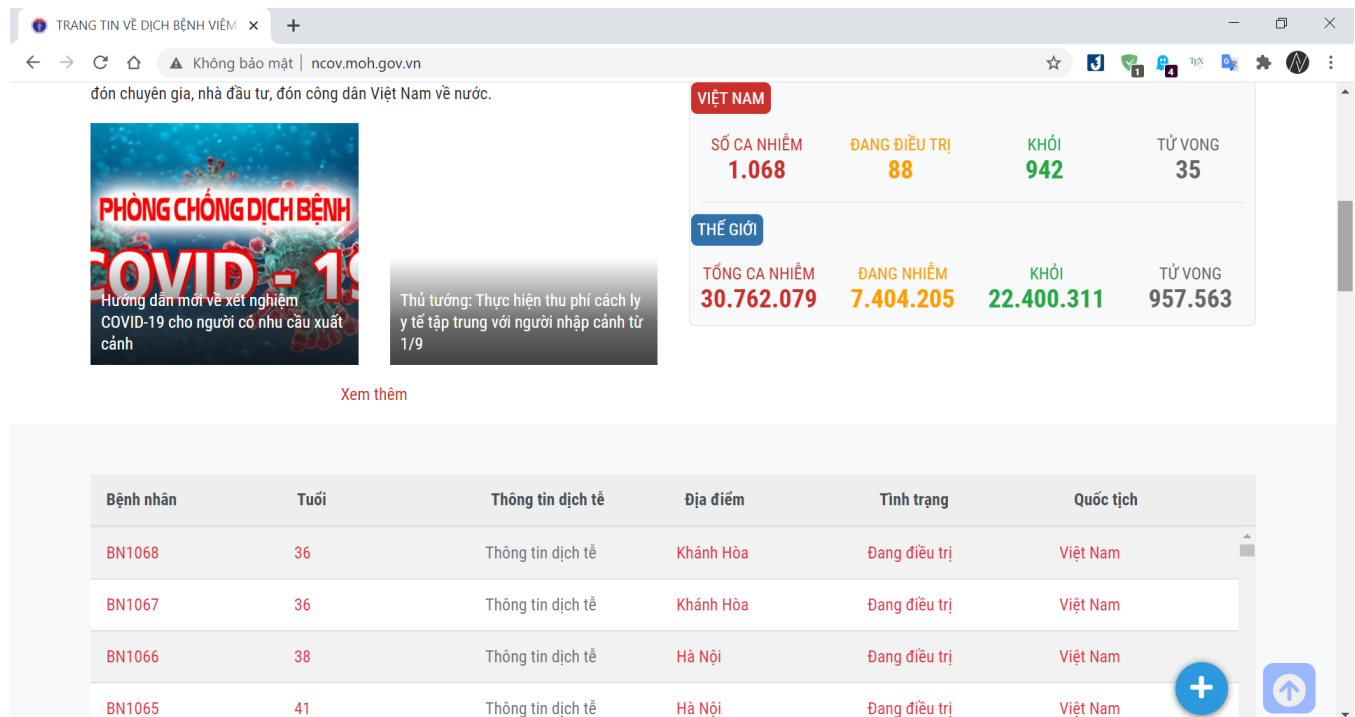 TRANG TIN VỀ DỊCH BỆNH VIÊM
Không bảo mật
ncov.moh.gov.vn
1
4
TEX
đón chuyên gia, nhà đầu tư, đón công dân Việt Nam về nước.
PHÒNG CHỐNG DỊCH BỆNH
COVID - 19
Hướng dẫn mới về xét nghiệm
COVID-19 cho người có nhu cầu xuất
cảnh
Thủ tướng: Thực hiện thu phí cách ly
y tế tập trung với người nhập cảnh từ
1/9
Xem thêm
VIỆT NAM
SỐ CA NHIỄM ĐANG ĐIỀU TRỊ KHỎI TỬ VONG
1.068 88 942 35
THẾ GIỚI
TỔNG CA NHIỄM ĐANG NHIỄM KHỎI TỬ VONG
30.762.079 7.404.205 22.400.311 957.563
Bệnh nhân Tuổi Thông tin dịch tễ Địa điểm Tình trạng Quốc tịch
BN1068 36 Thông tin dịch tễ Khánh Hòa Đang điều trị Việt Nam
BN1067 36 Thông tin dịch tễ Khánh Hòa Đang điều trị Việt Nam
BN1066 38 Thông tin dịch tễ Hà Nội Đang điều trị Việt Nam
BN1065 41 Thông tin dịch tễ Hà Nội Đang điều trị Việt Nam